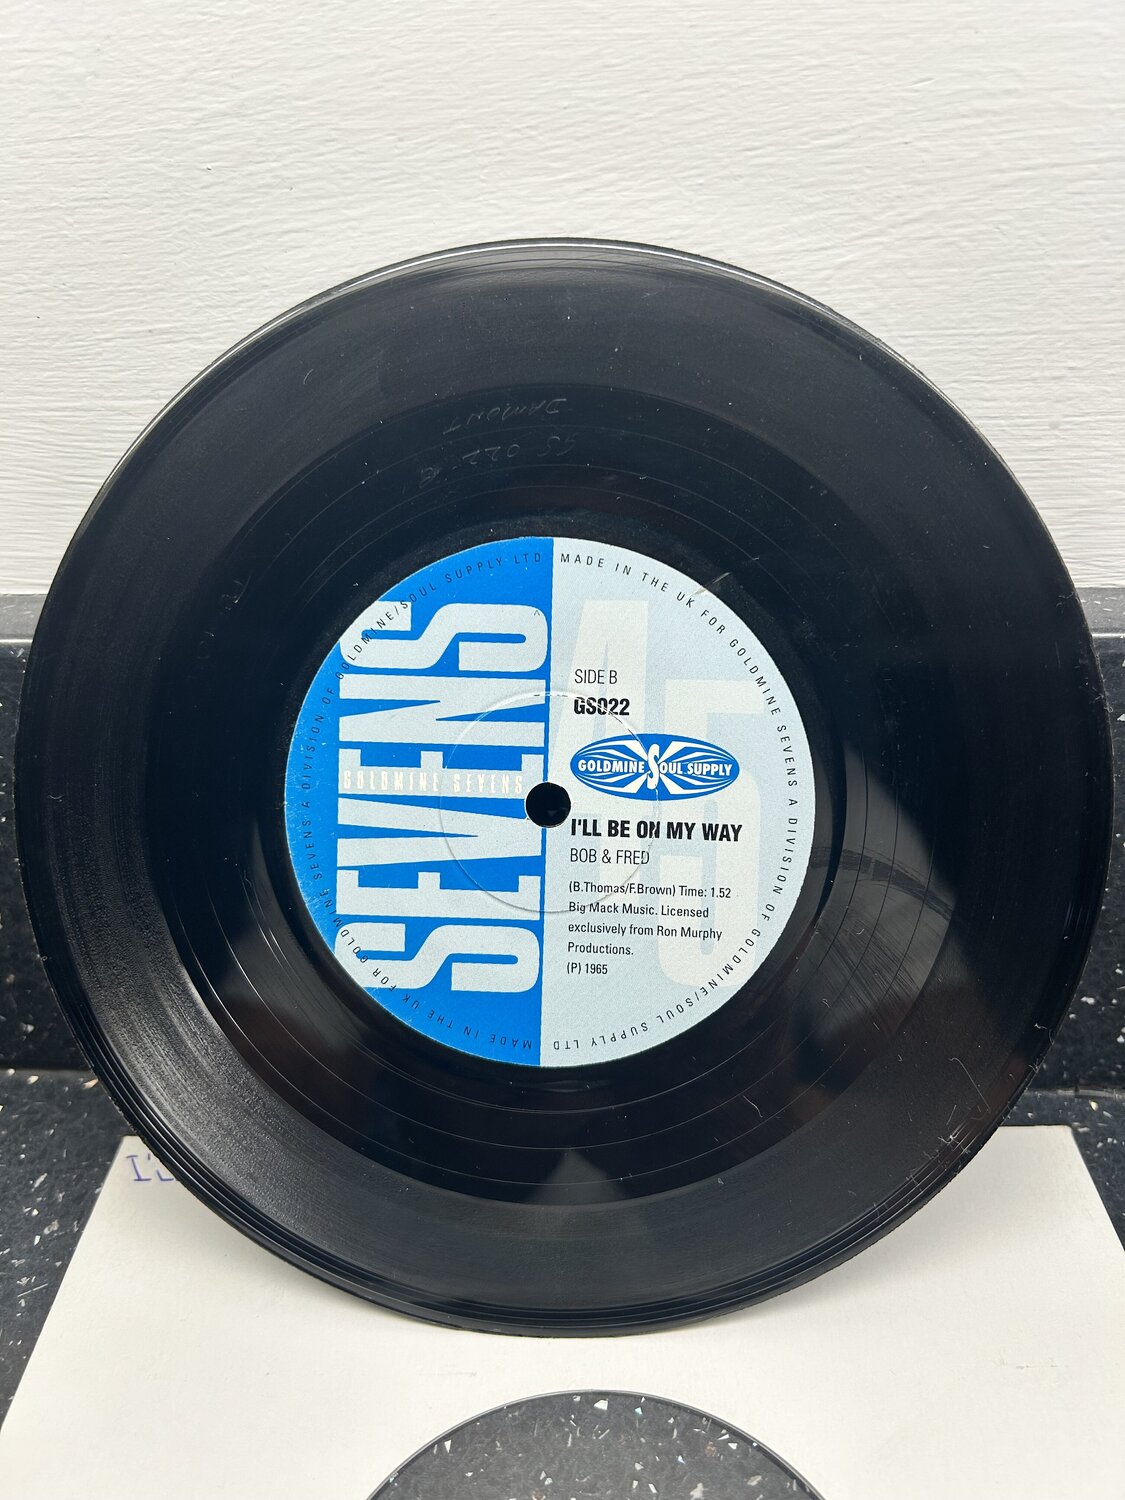 DAMONT
GS 022
MADE IN THE UK FOR GOLDMINE SEVENS A DIVISION OF GOLDMINE/SOUL SUPPLY LTD
MADE IN THE UK FOR GOLDMINE SEVENS A DIVISION OF GOLDMINE/SOUL SUPPLY LTD
SEVENS
GOLDMINE SEVENS
45
SIDE B
GS022
GOLDMINE SOUL SUPPLY
I'LL BE ON MY WAY
BOB & FRED
(B.Thomas/F.Brown) Time: 1.52
Big Mack Music. Licensed
exclusively from Ron Murphy
Productions.
(P) 1965